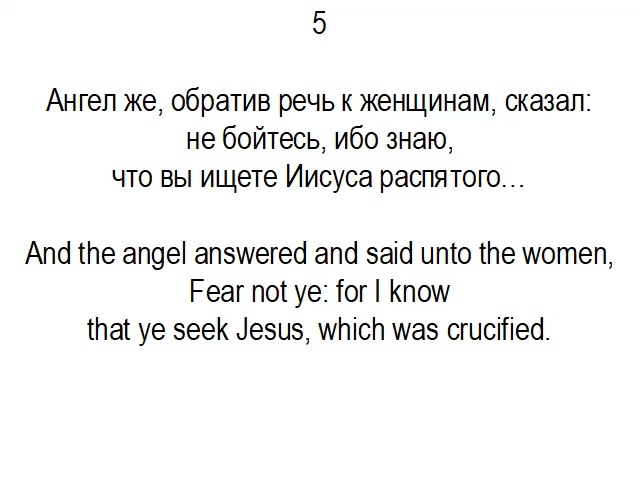 5
Ангел же, обратив речь к женщинам, сказал:
не бойтесь, ибо знаю,
что вы ищете Иисуса распятого…
And the angel answered and said unto the women,
Fear not ye: for I know
that ye seek Jesus, which was crucified.